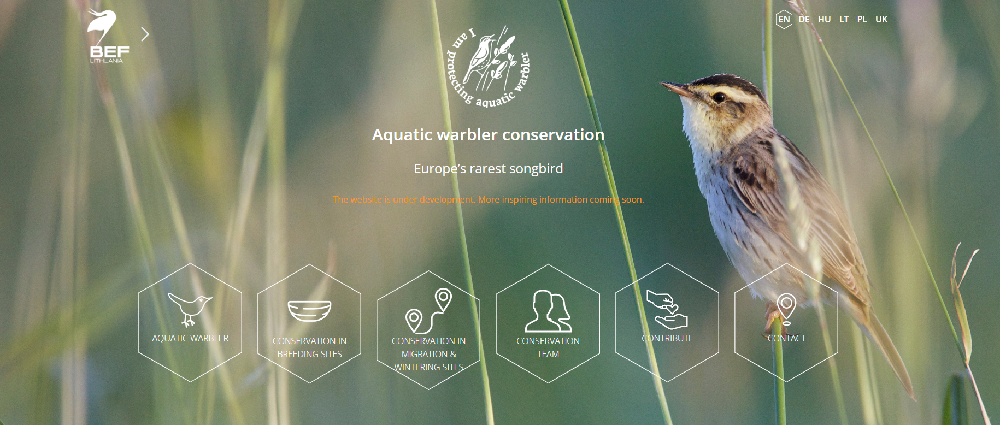 BEF
LITHUANIA
EN DE HU LT PL UK
I am protecting aquatic warbler
Aquatic warbler conservation
Europe’s rarest songbird
The website is under development. More inspiring information coming soon.
AQUATIC WARBLER
CONSERVATION IN
BREEDING SITES
CONSERVATION IN
MIGRATION &
WINTERING SITES
CONSERVATION
TEAM
CONTRIBUTE
CONTACT